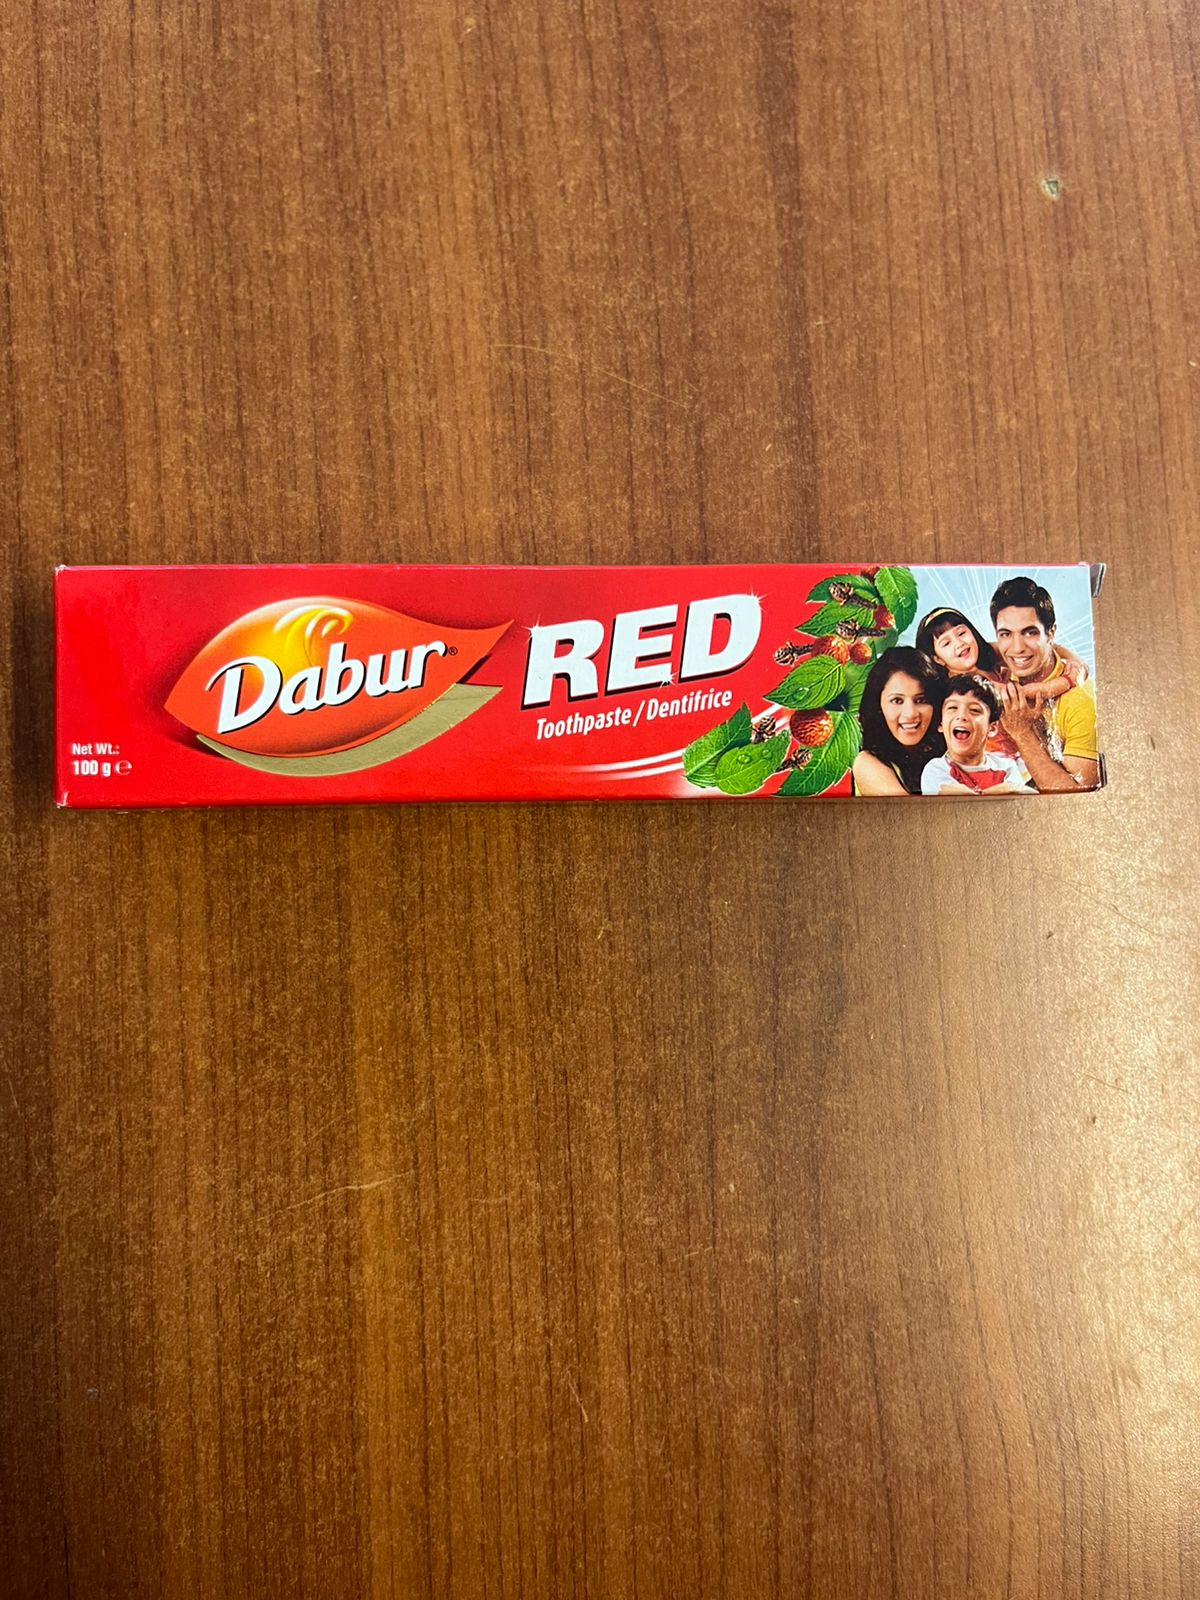 Dabur®
RED
Toothpaste / Dentifrice
Net Wt.:
100 g ℮